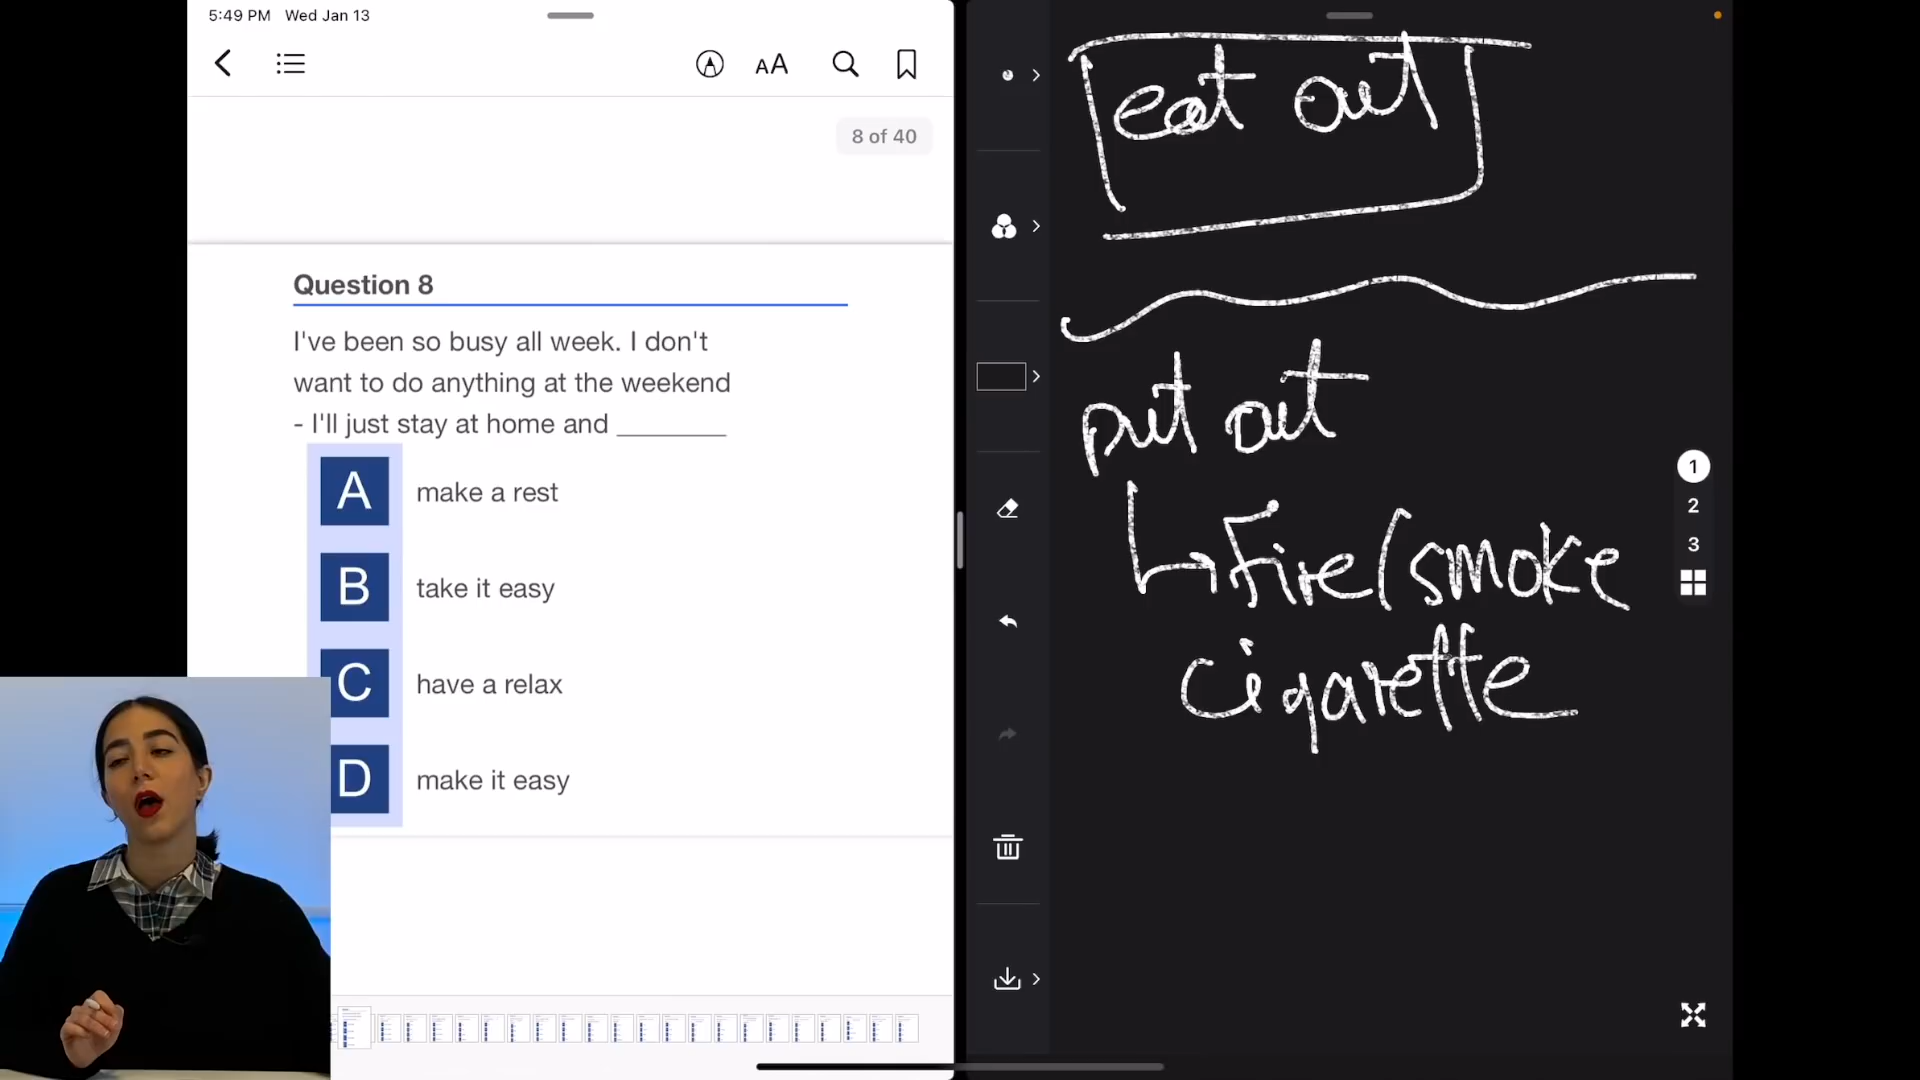 5:49 PM Wed Jan 13
AA
8 of 40
Question 8
I've been so busy all week. I don't
want to do anything at the weekend
- I'll just stay at home and ________
A make a rest
B take it easy
C have a relax
D make it easy
eat out
put out
Fire/smoke
cigarette
1
2
3